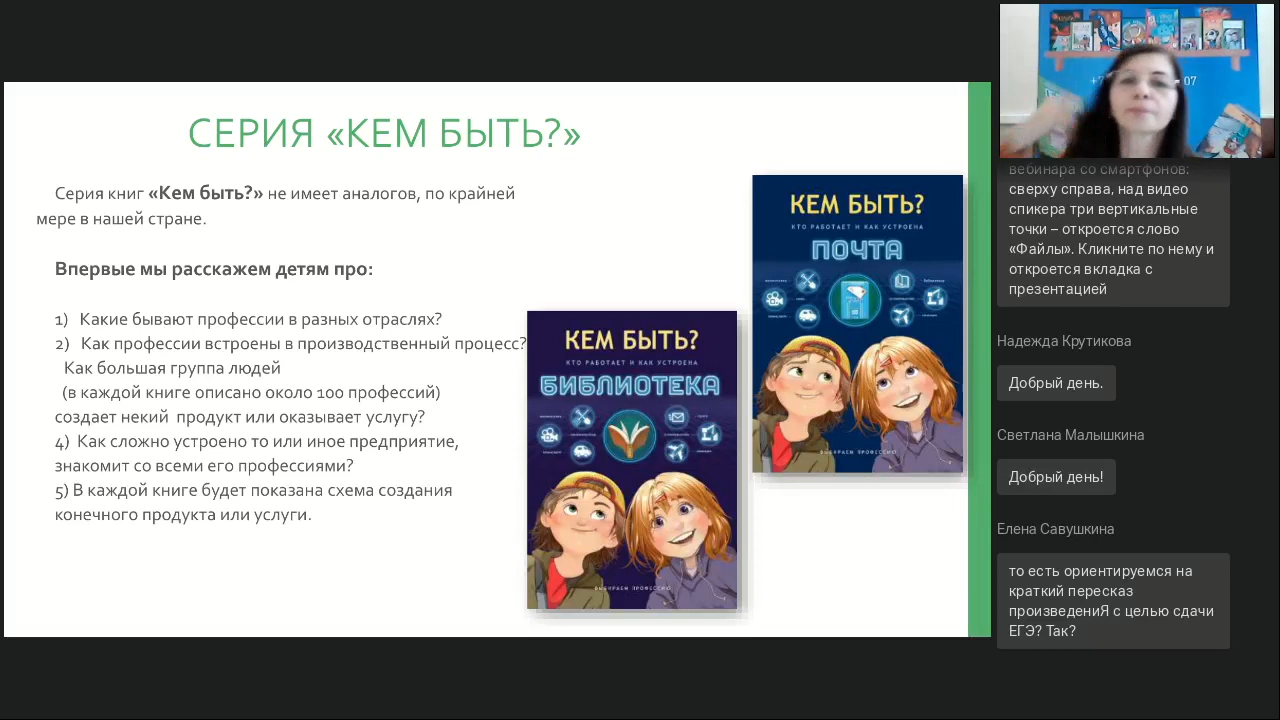 СЕРИЯ «КЕМ БЫТЬ?»
Серия книг «Кем быть?» не имеет аналогов, по крайней
мере в нашей стране.
Впервые мы расскажем детям про:
1) Какие бывают профессии в разных отраслях?
2) Как профессии встроены в производственный процесс?
Как большая группа людей
(в каждой книге описано около 100 профессий)
создает некий продукт или оказывает услугу?
4) Как сложно устроено то или иное предприятие,
знакомит со всеми его профессиями?
5) В каждой книге будет показана схема создания
конечного продукта или услуги.
КЕМ БЫТЬ?
КТО РАБОТАЕТ И КАК УСТРОЕНА
БИБЛИОТЕКА
ВЫБИРАЕМ ПРОФЕССИЮ
КЕМ БЫТЬ?
КТО РАБОТАЕТ И КАК УСТРОЕНА
ПОЧТА
ВЫБИРАЕМ ПРОФЕССИЮ
07
вебинара со смартфонов:
сверху справа, над видео
спикера три вертикальные
точки – откроется слово
«Файлы». Кликните по нему и
откроется вкладка с
презентацией
Надежда Крутикова
Добрый день.
Светлана Малышкина
Добрый день!
Елена Савушкина
то есть ориентируемся на
краткий пересказ
произведениЯ с целью сдачи
ЕГЭ? Так?